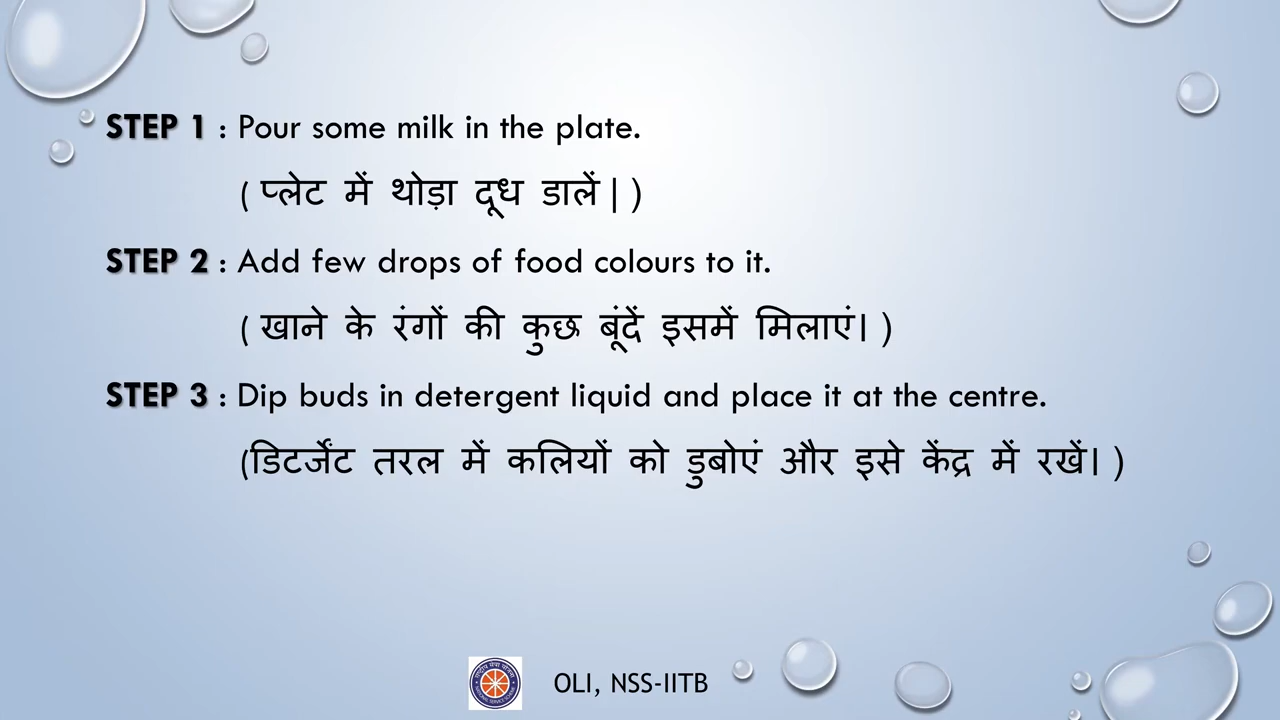 STEP 1 : Pour some milk in the plate.
( प्लेट में थोड़ा दूध डालें | )
STEP 2 : Add few drops of food colours to it.
( खाने के रंगों की कुछ बूंदें इसमें मिलाएं। )
STEP 3 : Dip buds in detergent liquid and place it at the centre.
(डिटर्जेंट तरल में कलियों को डुबोएं और इसे केंद्र में रखें। )
OLI, NSS-IITB